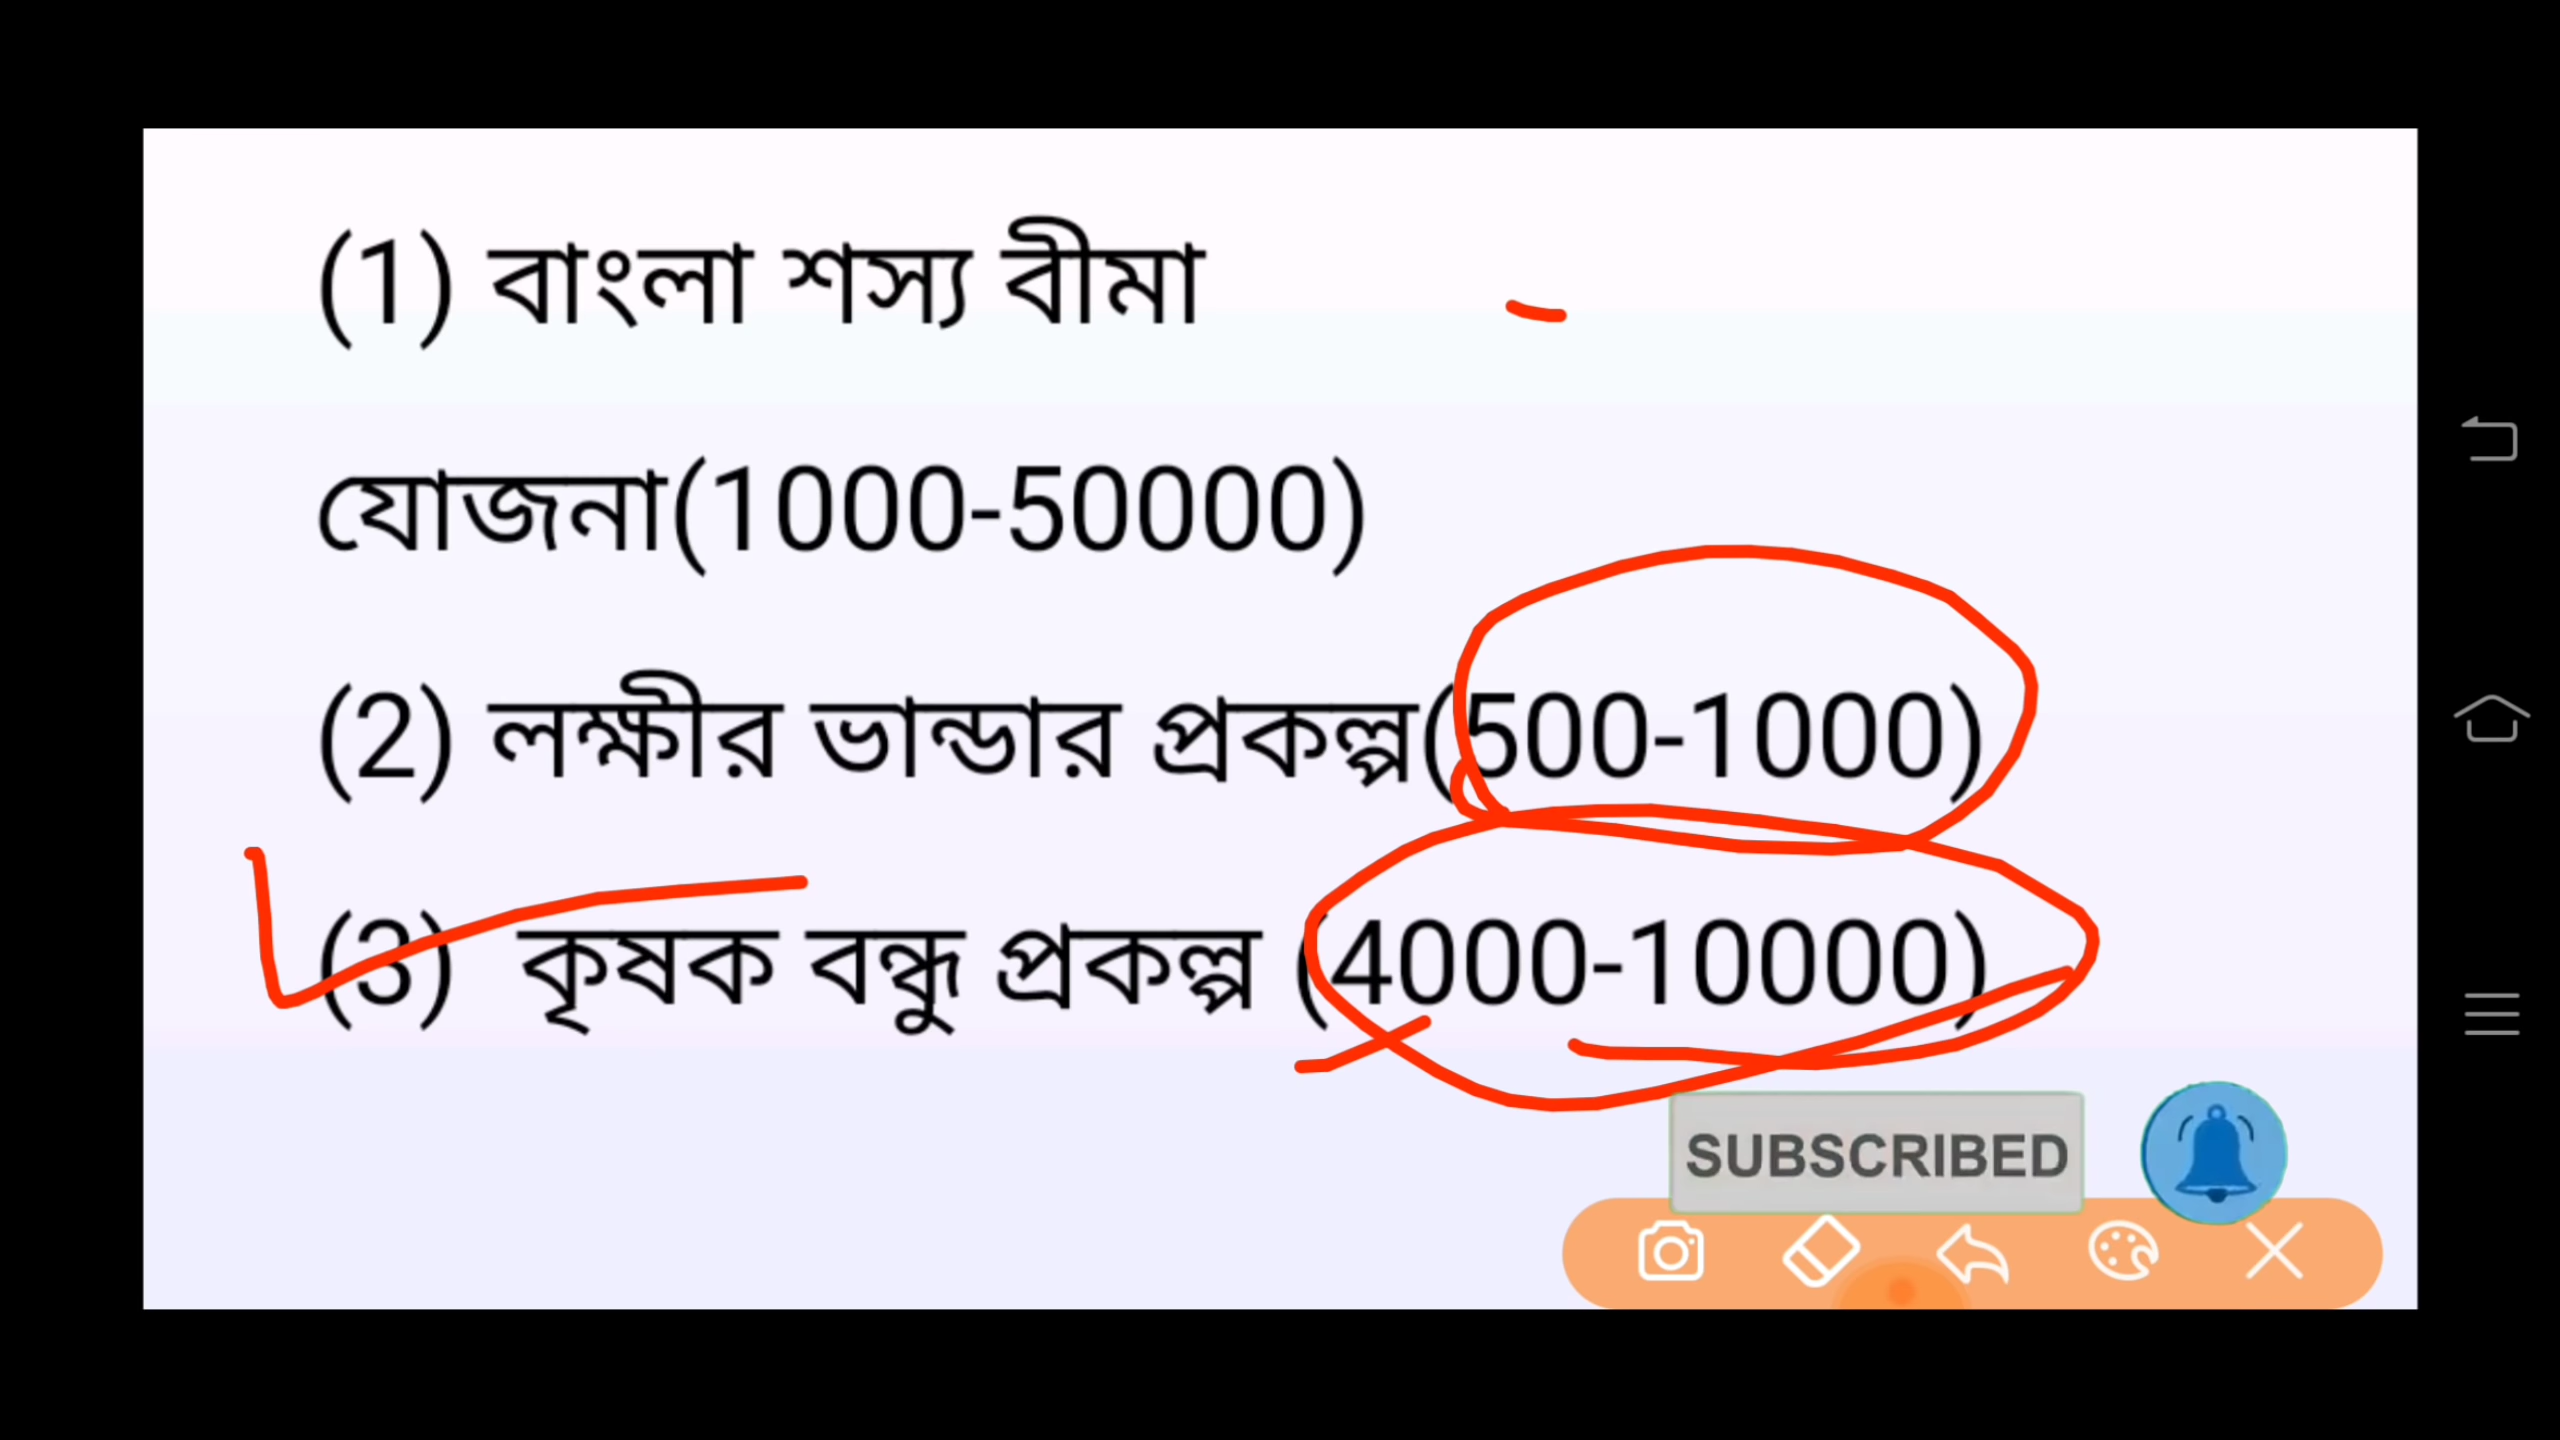 (1) বাংলা শস্য বীমা
যোজনা(1000-50000)
(2) লক্ষীর ভান্ডার প্রকল্প(500-1000)
(3) কৃষক বন্ধু প্রকল্প (4000-10000)
SUBSCRIBED